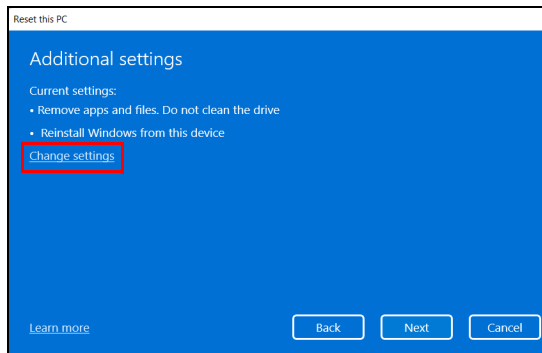 Reset this PC
Additional settings
Current settings:
• Remove apps and files. Do not clean the drive
• Reinstall Windows from this device
Change settings
Learn more
Back
Next
Cancel